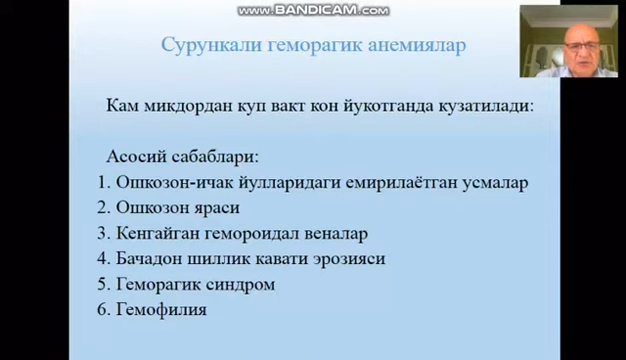 www.BANDICAM.com
Сурункали геморагик анемиялар
Кам микдордан куп вакт кон йукотганда кузатилади:
Асосий сабаблари:
1. Ошкозон-ичак йулларидаги емирилаётган усмалар
2. Ошкозон яраси
3. Кенгайган гемороидал веналар
4. Бачадон шиллик кавати эрозияси
5. Геморагик синдром
6. Гемофилия